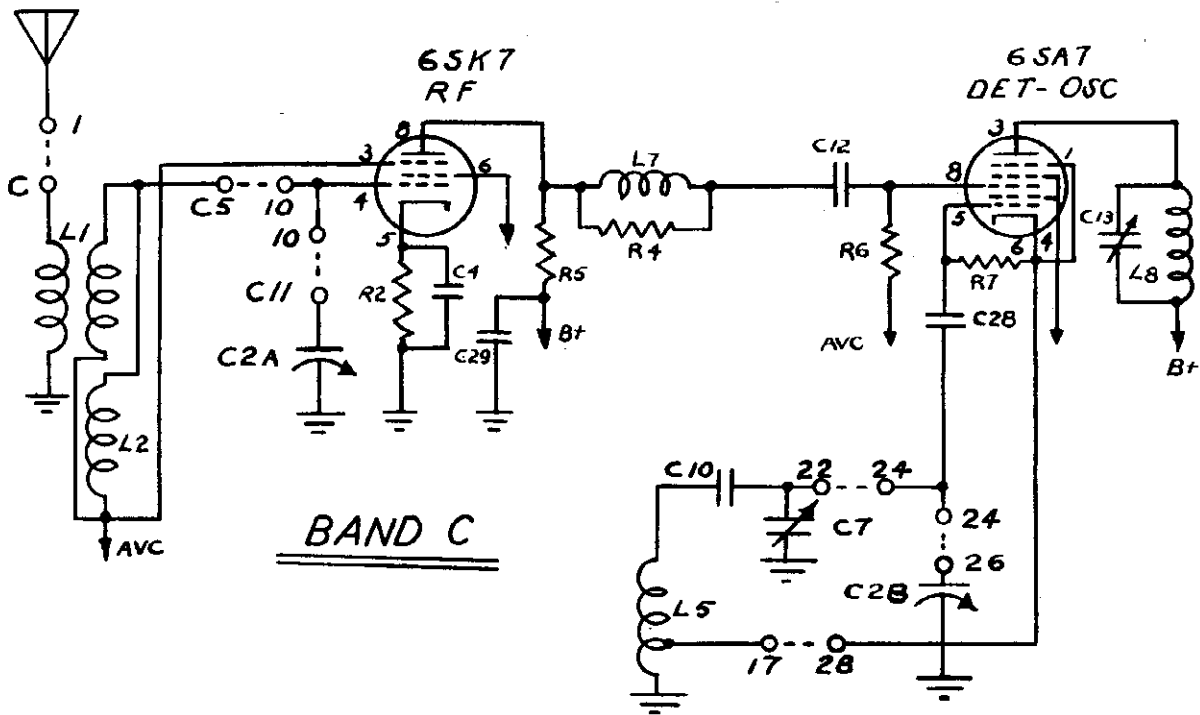 6SK7
RF
6SA7
DET-OSC
1
C
L1
C5
10
10
C11
C2A
3
8
6
4
5
R2
C4
C29
R5
B+
L7
R4
C12
R6
AVC
3
8
1
5
6
4
R7
C28
C13
L8
B+
L2
AVC
BAND C
C10
22
24
C7
24
26
C2B
L5
17
28